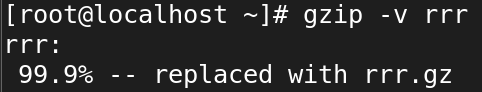 [root@localhost ~]# gzip -v rrr
rrr:
 99.9% -- replaced with rrr.gz